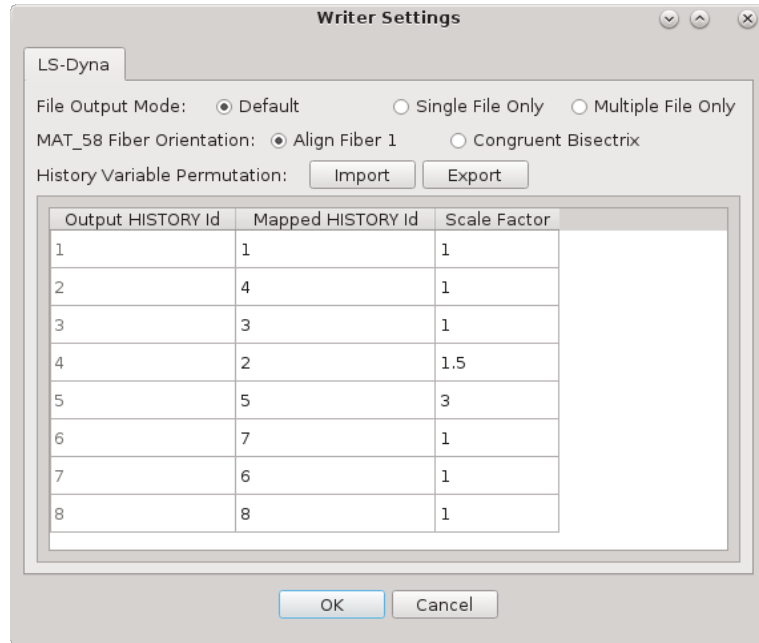 Writer Settings
LS-Dyna
File Output Mode: Default Single File Only Multiple File Only
MAT_58 Fiber Orientation: Align Fiber 1 Congruent Bisectrix
History Variable Permutation: Import Export
Output HISTORY Id Mapped HISTORY Id Scale Factor
1 1 1
2 4 1
3 3 1
4 2 1.5
5 5 3
6 7 1
7 6 1
8 8 1
OK Cancel